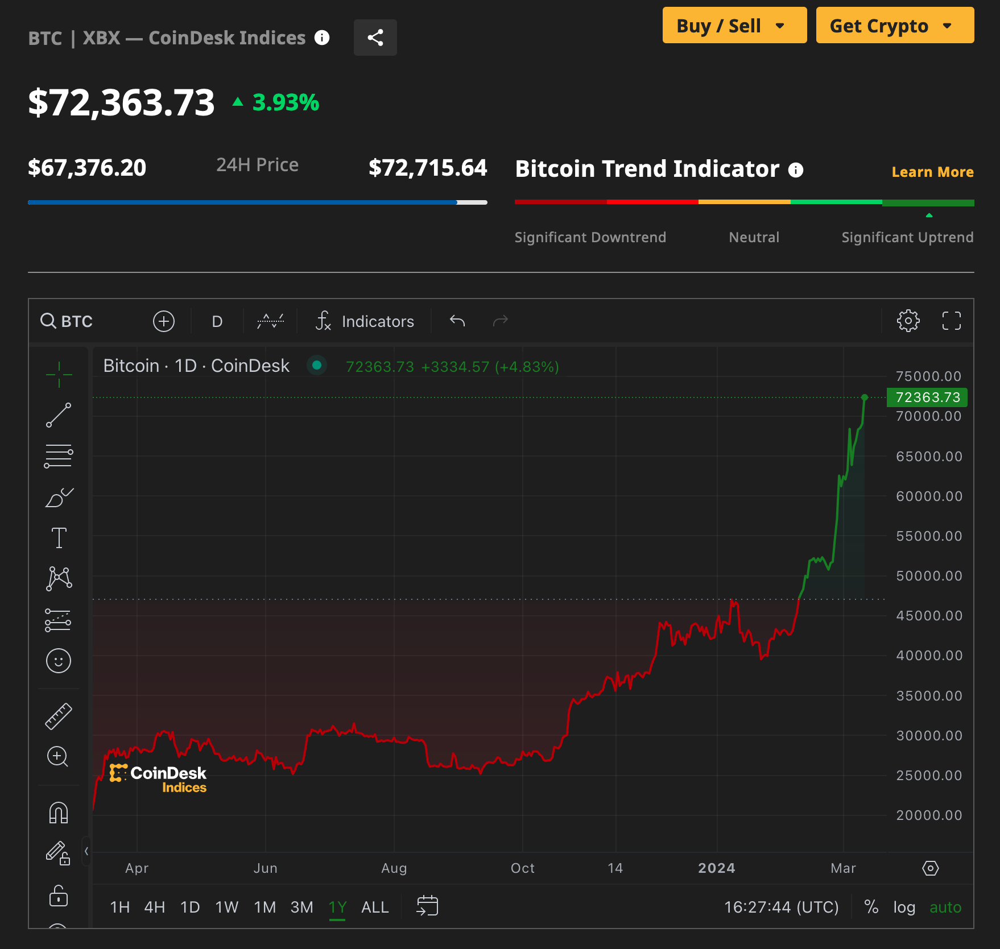 BTC | XBX — CoinDesk Indices
Buy / Sell
Get Crypto
$72,363.73 3.93%
$67,376.20 24H Price $72,715.64
Bitcoin Trend Indicator
Learn More
Significant Downtrend Neutral Significant Uptrend
BTC D Indicators
Bitcoin · 1D · CoinDesk 72363.73 +3334.57 (+4.83%)
75000.00
72363.73
70000.00
65000.00
60000.00
55000.00
50000.00
45000.00
40000.00
35000.00
30000.00
25000.00
20000.00
CoinDesk
Indices
Apr Jun Aug Oct 14 2024 Mar
1H 4H 1D 1W 1M 3M 1Y ALL 16:27:44 (UTC) % log auto